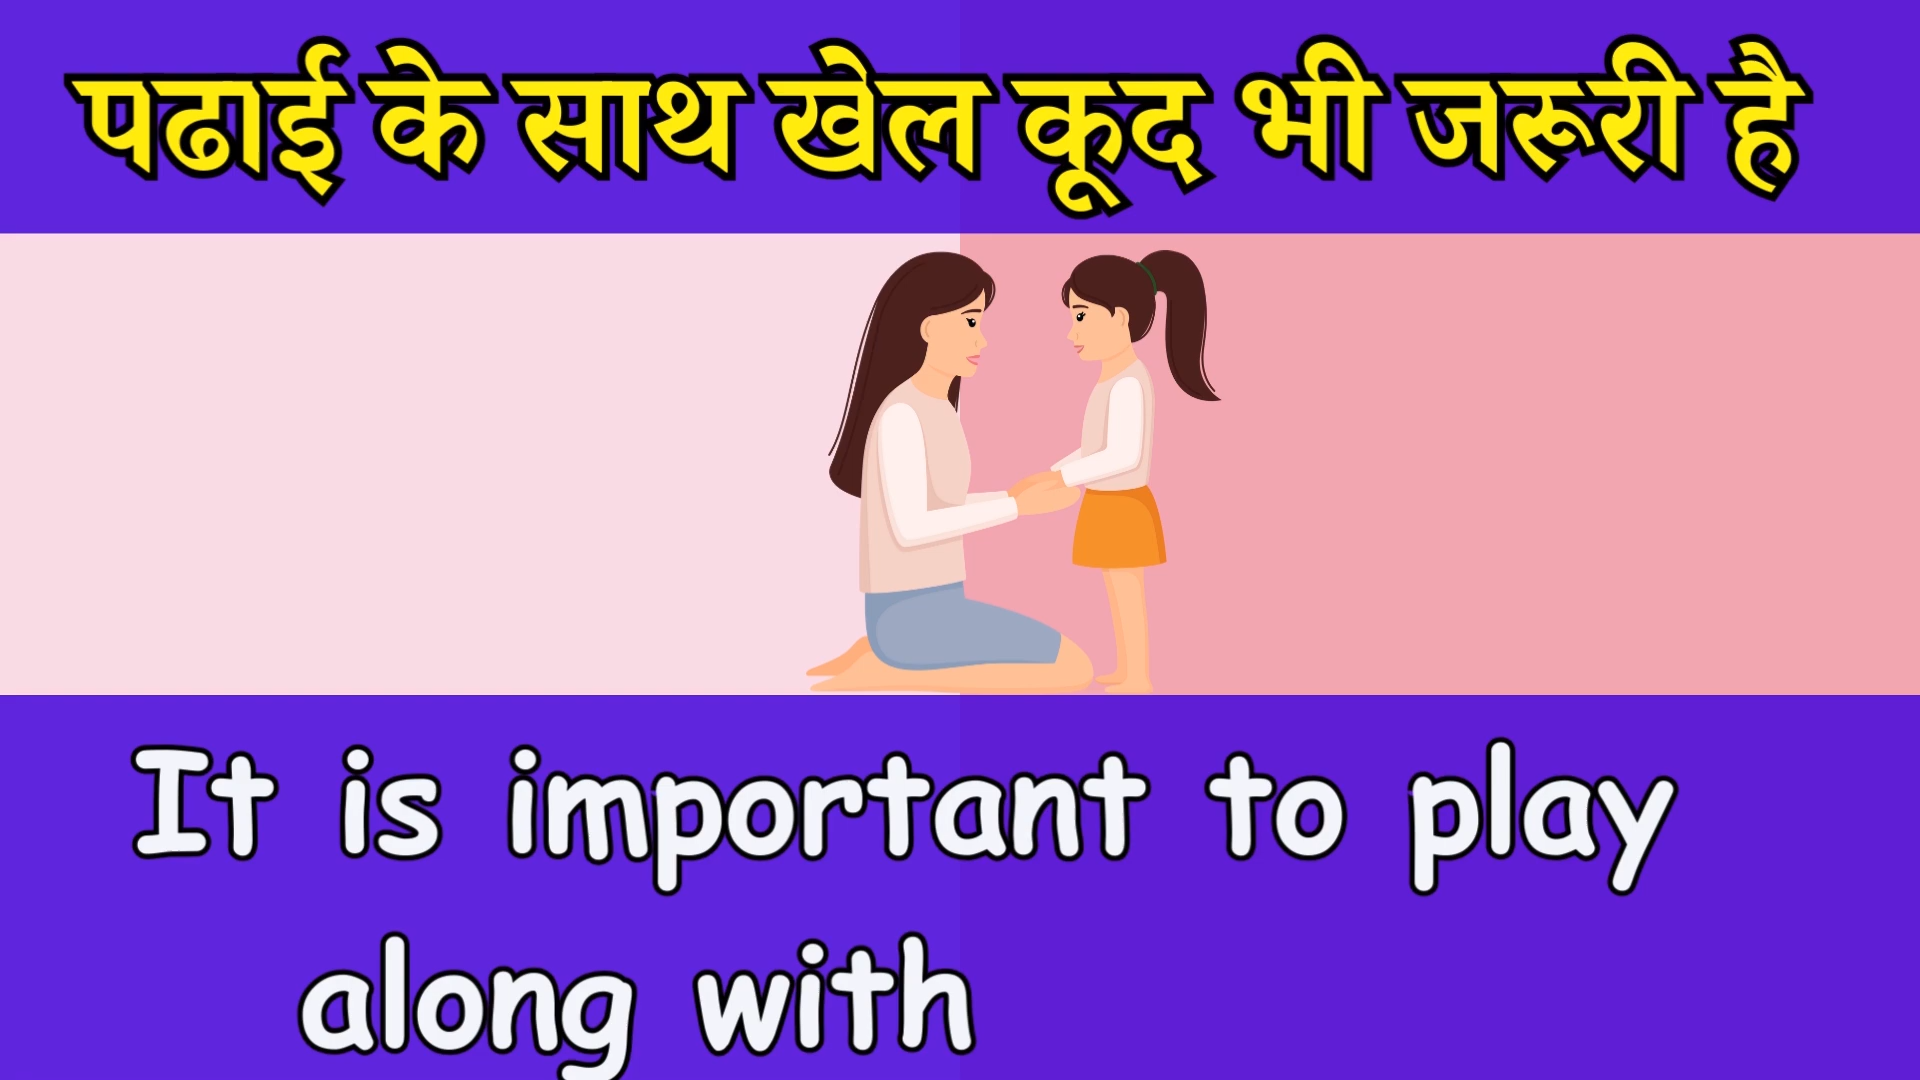 पढाई के साथ खेल कूद भी जरूरी है
It is important to play
along with